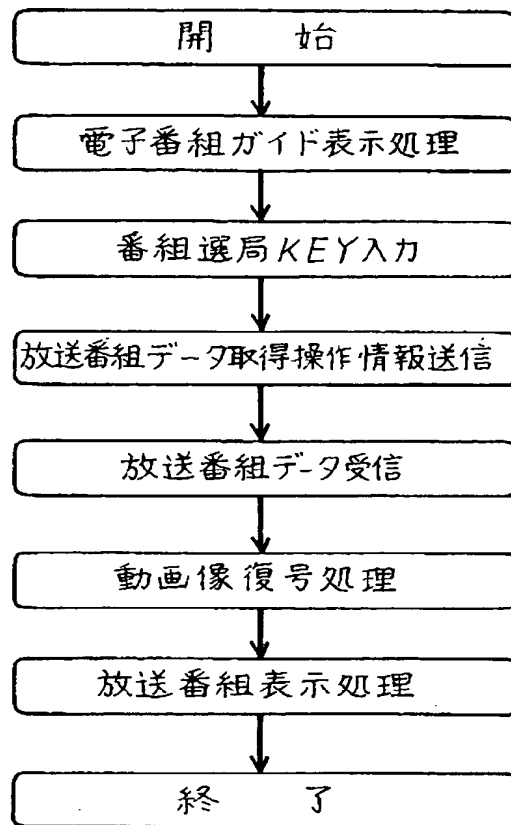 開始
電子番組ガイド表示処理
番組選局KEY入力
放送番組データ取得操作情報送信
放送番組データ受信
動画像復号処理
放送番組表示処理
終了